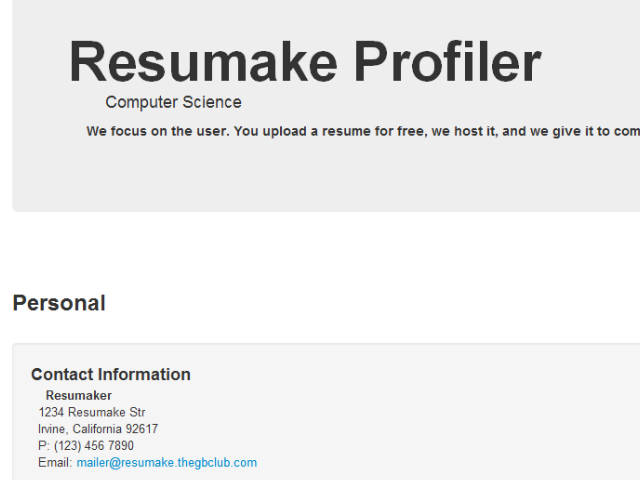 Resumake Profiler
Computer Science
We focus on the user. You upload a resume for free, we host it, and we give it to com
Personal
Contact Information
Resumaker
1234 Resumake Str
Irvine, California 92617
P: (123) 456 7890
Email: mailer@resumake.thegbclub.com